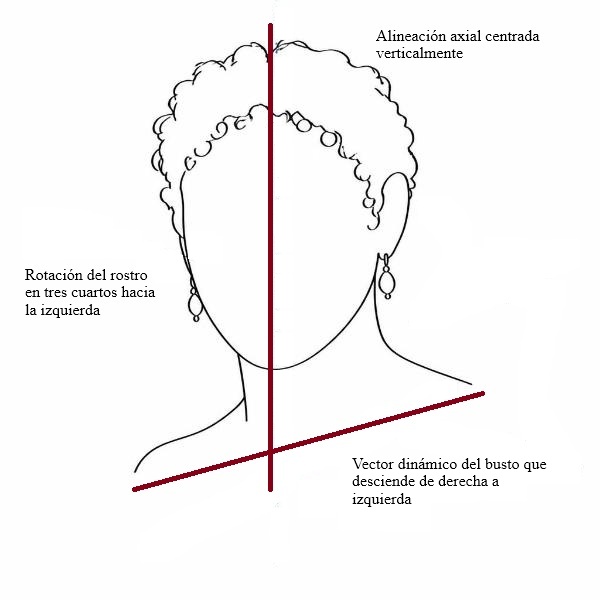 Alineación axial centrada
verticalmente
Rotación del rostro
en tres cuartos hacia
la izquierda
Vector dinámico del busto que
desciende de derecha a
izquierda